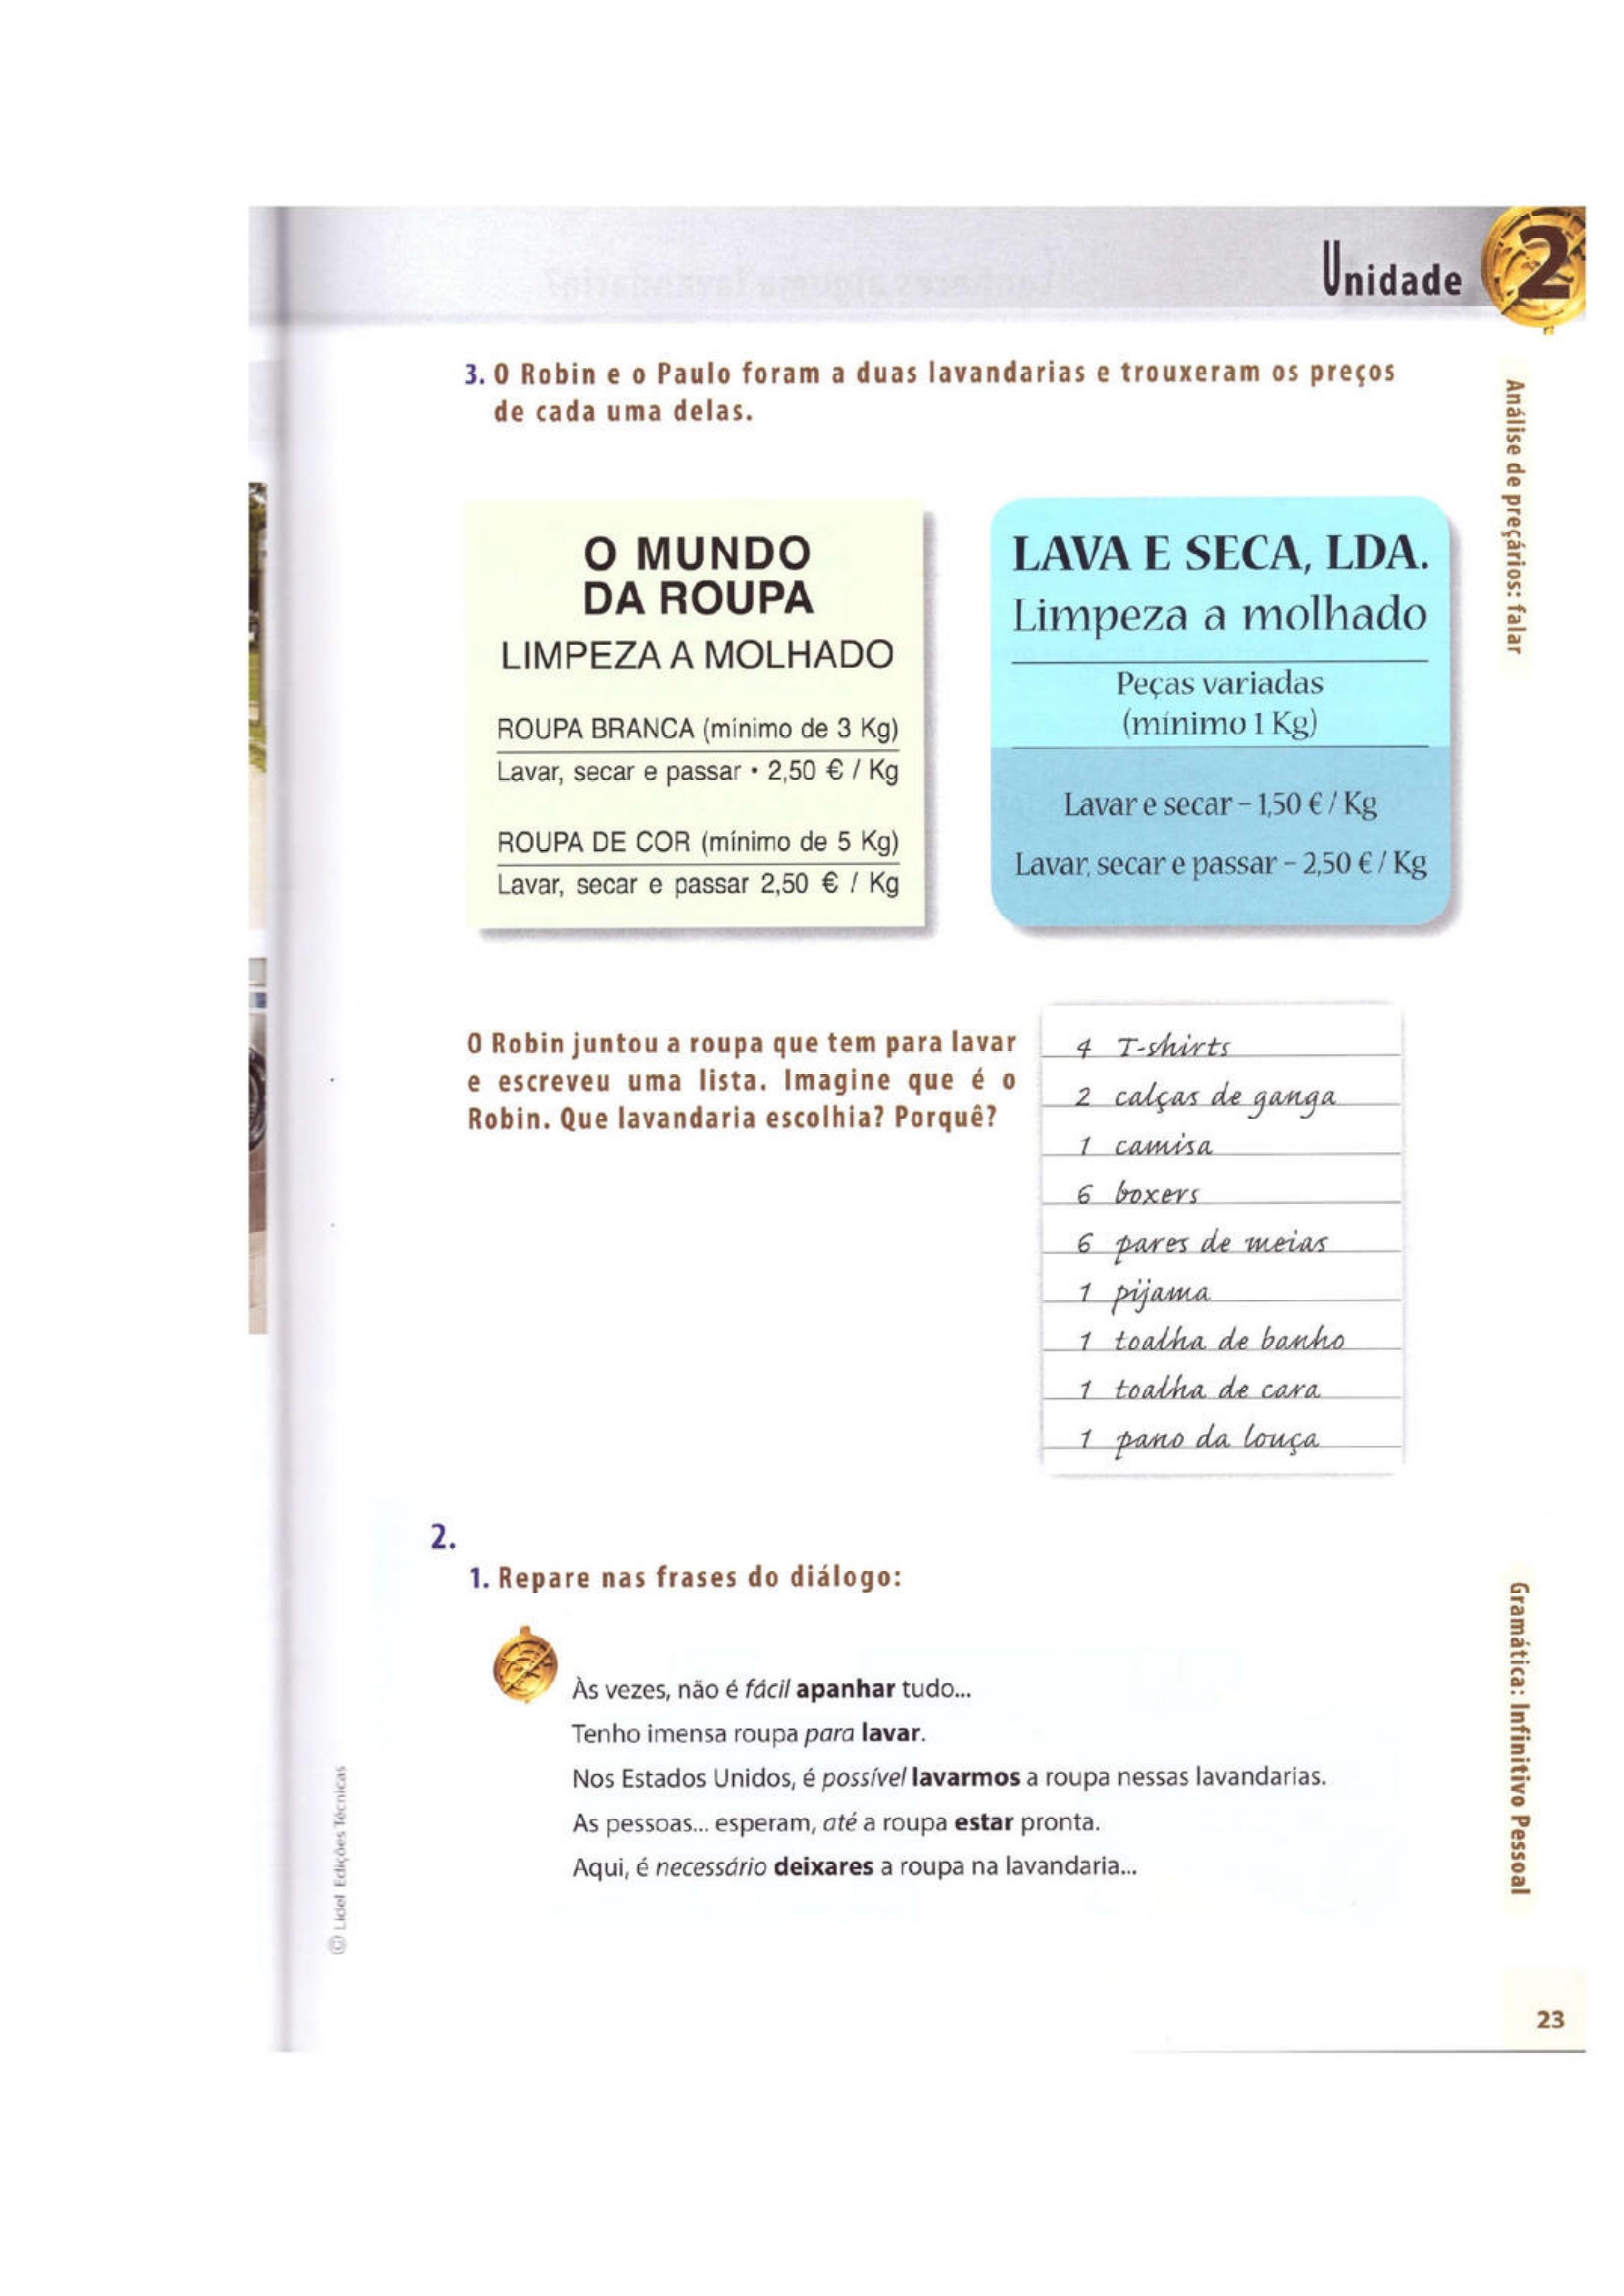 Unidade 2
3. O Robin e o Paulo foram a duas lavandarias e trouxeram os preços
de cada uma delas.
Análise de preçários: falar
O MUNDO
DA ROUPA
LIMPEZA A MOLHADO
ROUPA BRANCA (mínimo de 3 Kg)
Lavar, secar e passar • 2,50 € / Kg
ROUPA DE COR (mínimo de 5 Kg)
Lavar, secar e passar 2,50 € / Kg
LAVA E SECA, LDA.
Limpeza a molhado
Peças variadas
(mínimo 1 Kg)
Lavar e secar – 1,50 € / Kg
Lavar, secar e passar – 2,50 € / Kg
O Robin juntou a roupa que tem para lavar
e escreveu uma lista. Imagine que é o
Robin. Que lavandaria escolhia? Porquê?
4 T-shirts
2 calças de ganga
1 camisa
6 boxers
6 pares de meias
1 pijama
1 toalha de banho
1 toalha de cara
1 pano da louça
2.
1. Repare nas frases do diálogo:
Às vezes, não é fácil apanhar tudo...
Tenho imensa roupa para lavar.
Nos Estados Unidos, é possível lavarmos a roupa nessas lavandarias.
As pessoas... esperam, até a roupa estar pronta.
Aqui, é necessário deixares a roupa na lavandaria...
Gramática: Infinitivo Pessoal
© Lidel Edições Técnicas
23